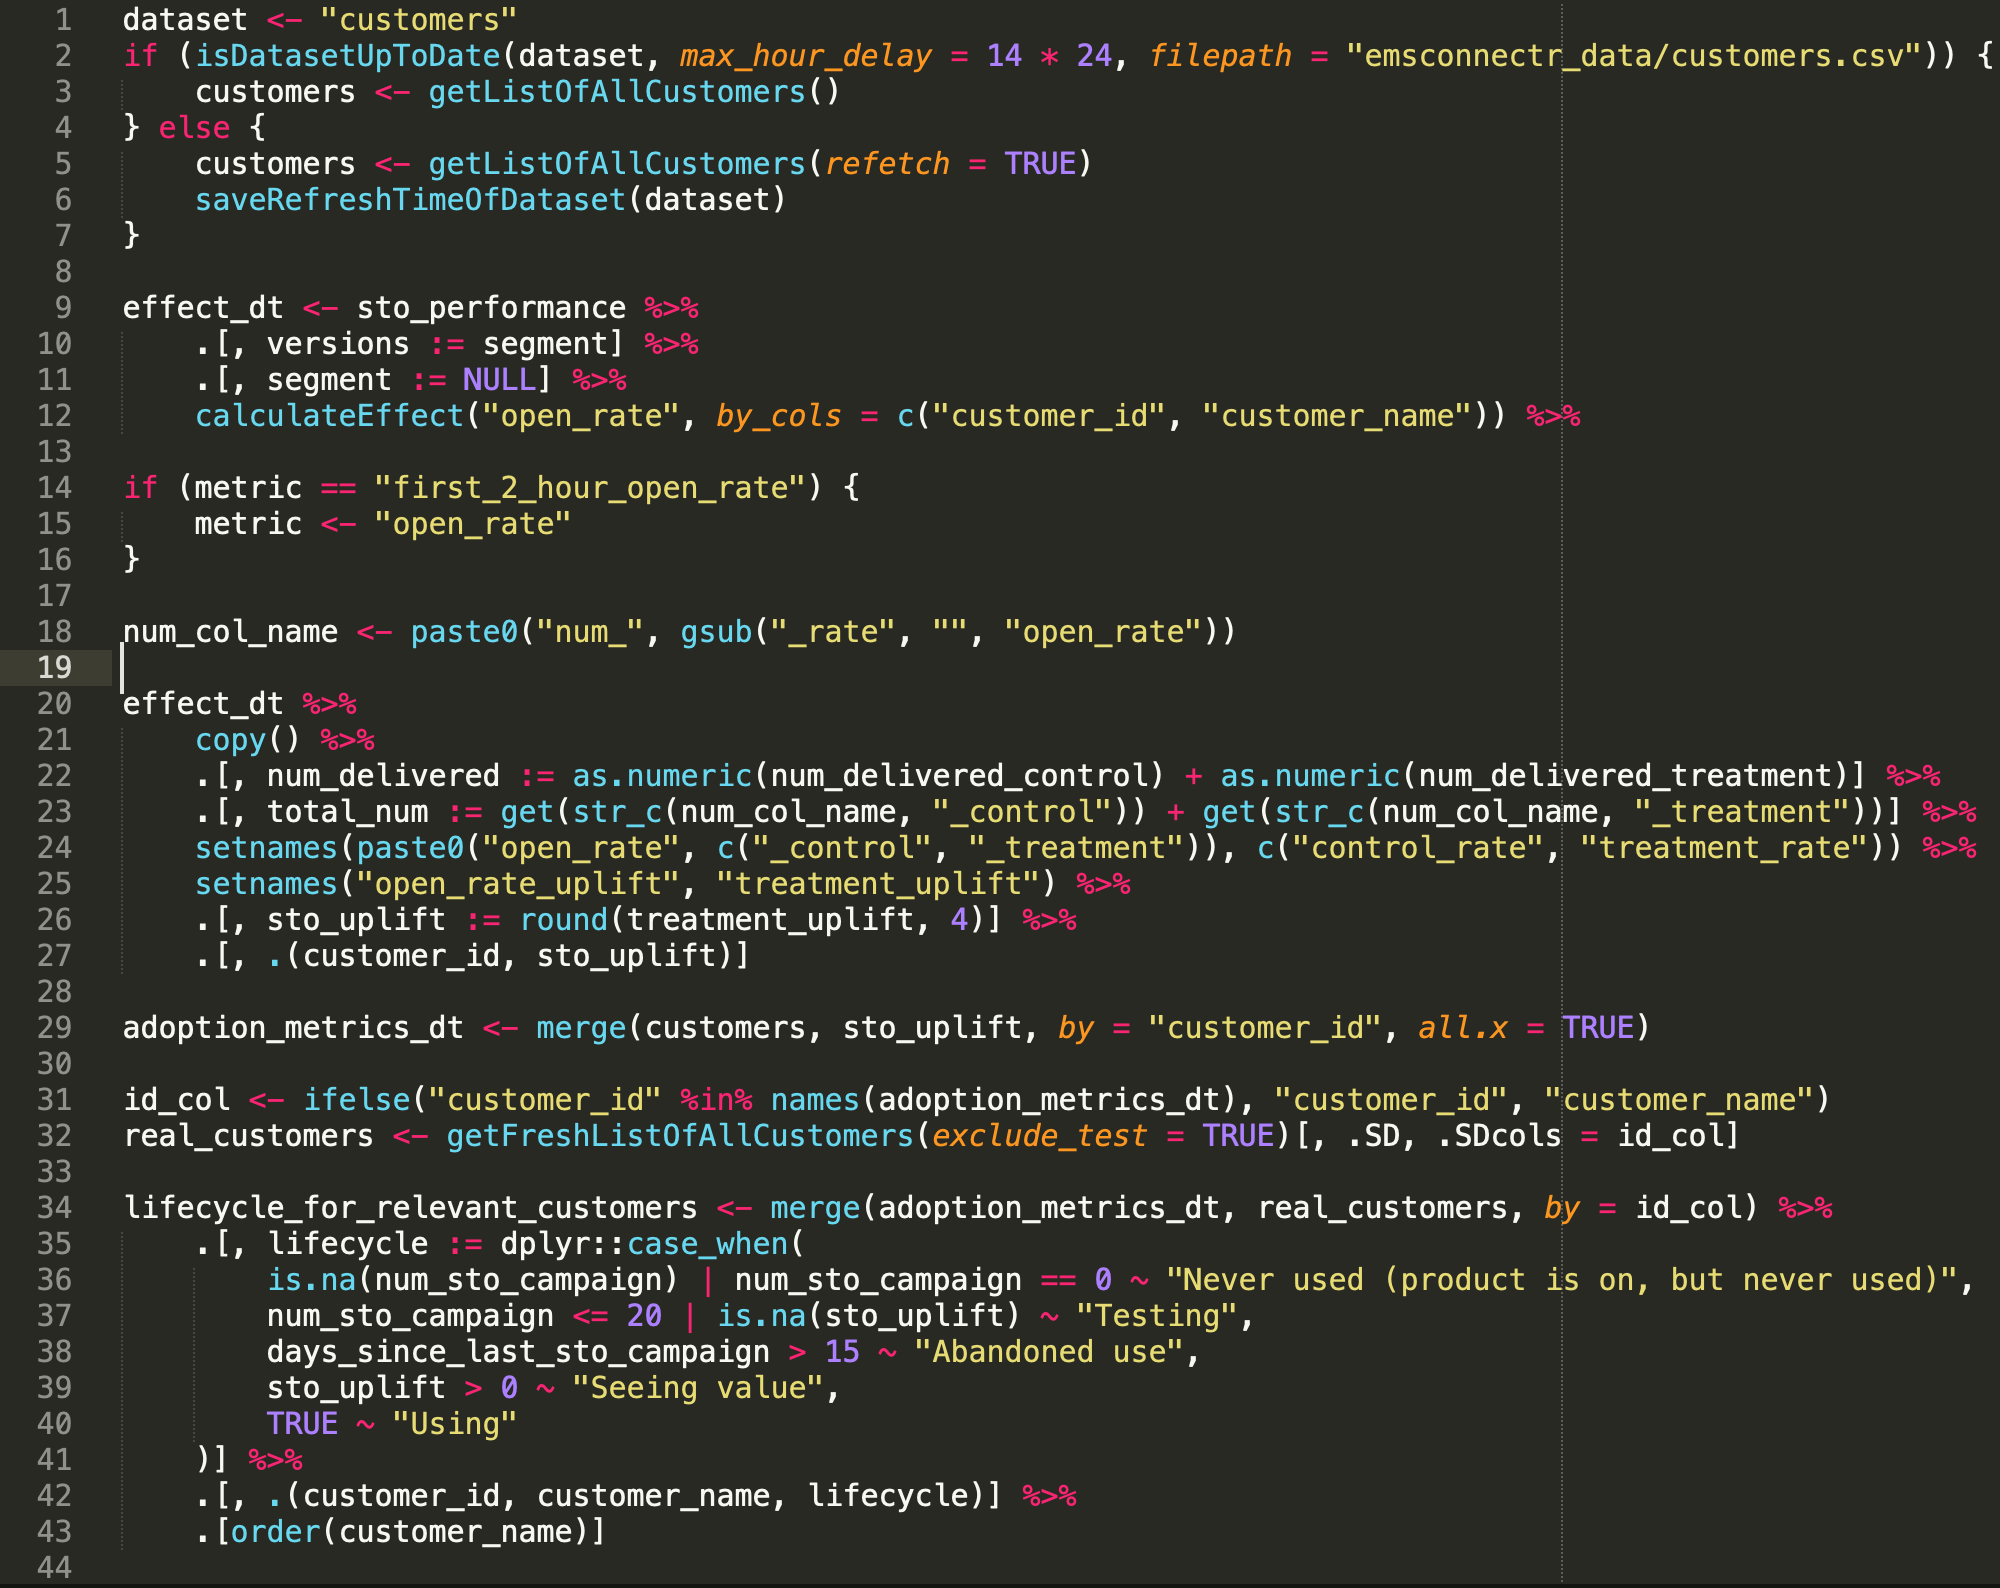 1 dataset <- "customers"
2 if (isDatasetUpToDate(dataset, max_hour_delay = 14 * 24, filepath = "emsconnectr_data/customers.csv")) {
3     customers <- getListOfAllCustomers()
4 } else {
5     customers <- getListOfAllCustomers(refetch = TRUE)
6     saveRefreshTimeOfDataset(dataset)
7 }
8
9 effect_dt <- sto_performance %>%
10     .[, versions := segment] %>%
11     .[, segment := NULL] %>%
12     calculateEffect("open_rate", by_cols = c("customer_id", "customer_name")) %>%
13
14 if (metric == "first_2_hour_open_rate") {
15     metric <- "open_rate"
16 }
17
18 num_col_name <- paste0("num_", gsub("_rate", "", "open_rate"))
19
20 effect_dt %>%
21     copy() %>%
22     .[, num_delivered := as.numeric(num_delivered_control) + as.numeric(num_delivered_treatment)] %>%
23     .[, total_num := get(str_c(num_col_name, "_control")) + get(str_c(num_col_name, "_treatment"))] %>%
24     setnames(paste0("open_rate", c("_control", "_treatment")), c("control_rate", "treatment_rate")) %>%
25     setnames("open_rate_uplift", "treatment_uplift") %>%
26     .[, sto_uplift := round(treatment_uplift, 4)] %>%
27     .[, .(customer_id, sto_uplift)]
28
29 adoption_metrics_dt <- merge(customers, sto_uplift, by = "customer_id", all.x = TRUE)
30
31 id_col <- ifelse("customer_id" %in% names(adoption_metrics_dt), "customer_id", "customer_name")
32 real_customers <- getFreshListOfAllCustomers(exclude_test = TRUE)[, .SD, .SDcols = id_col]
33
34 lifecycle_for_relevant_customers <- merge(adoption_metrics_dt, real_customers, by = id_col) %>%
35     .[, lifecycle := dplyr::case_when(
36         is.na(num_sto_campaign) | num_sto_campaign == 0 ~ "Never used (product is on, but never used)",
37         num_sto_campaign <= 20 | is.na(sto_uplift) ~ "Testing",
38         days_since_last_sto_campaign > 15 ~ "Abandoned use",
39         sto_uplift > 0 ~ "Seeing value",
40         TRUE ~ "Using"
41     )] %>%
42     .[, .(customer_id, customer_name, lifecycle)] %>%
43     .[order(customer_name)]
44